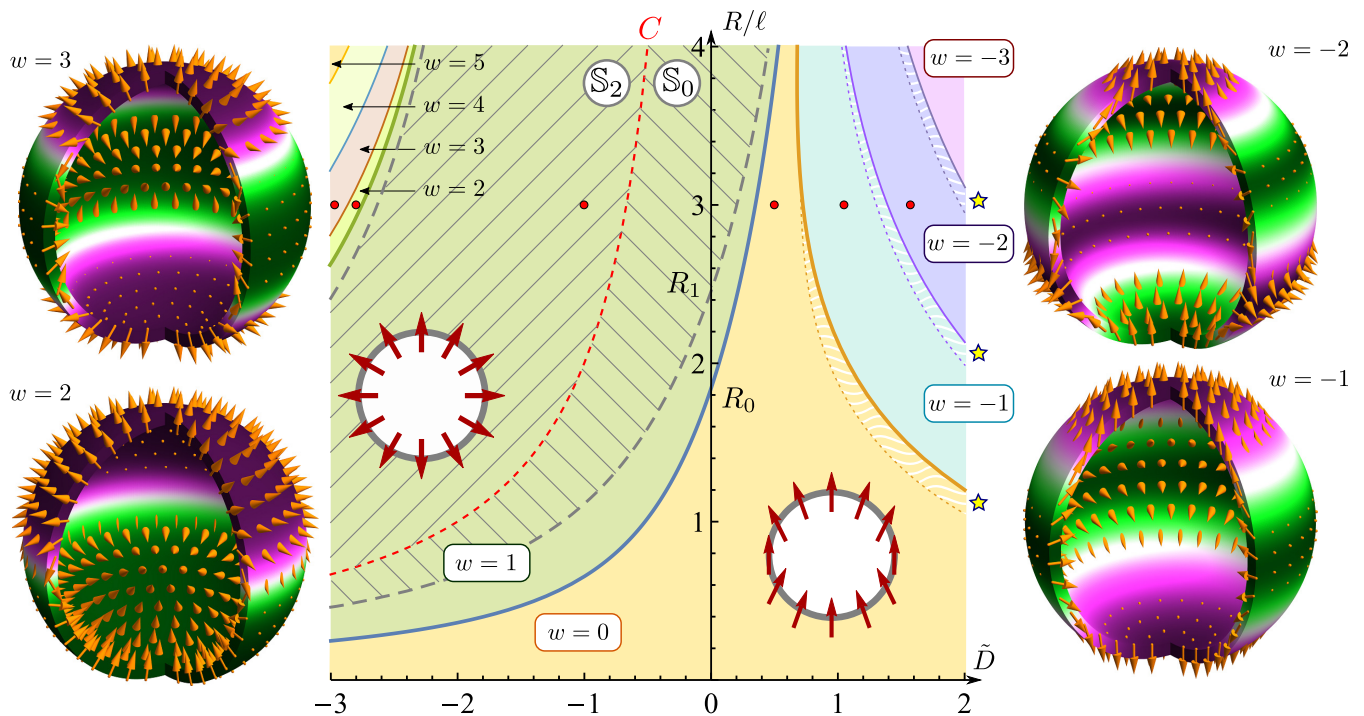 w = 3
w = 2
C
R/ℓ
4
3
2
1
𝕊₂
𝕊₀
w = 5
w = 4
w = 3
w = 2
R₁
R₀
w = 1
w = 0
w = −3
w = −2
w = −1
D̃
−3
−2
−1
0
1
2
w = −2
w = −1